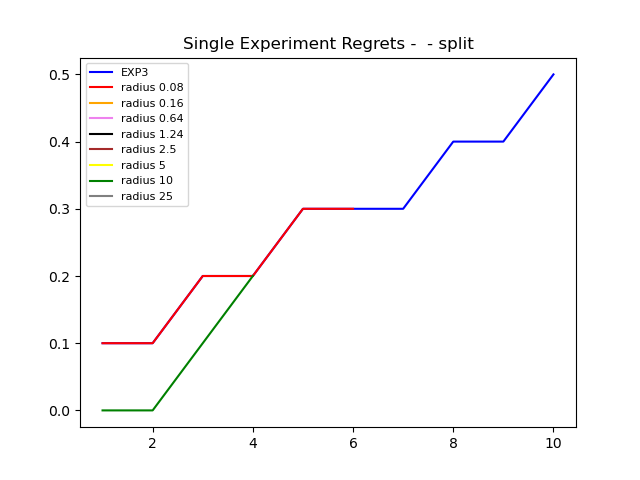 Single Experiment Regrets -  - split
EXP3
radius 0.08
radius 0.16
radius 0.64
radius 1.24
radius 2.5
radius 5
radius 10
radius 25
0.5
0.4
0.3
0.2
0.1
0.0
2
4
6
8
10